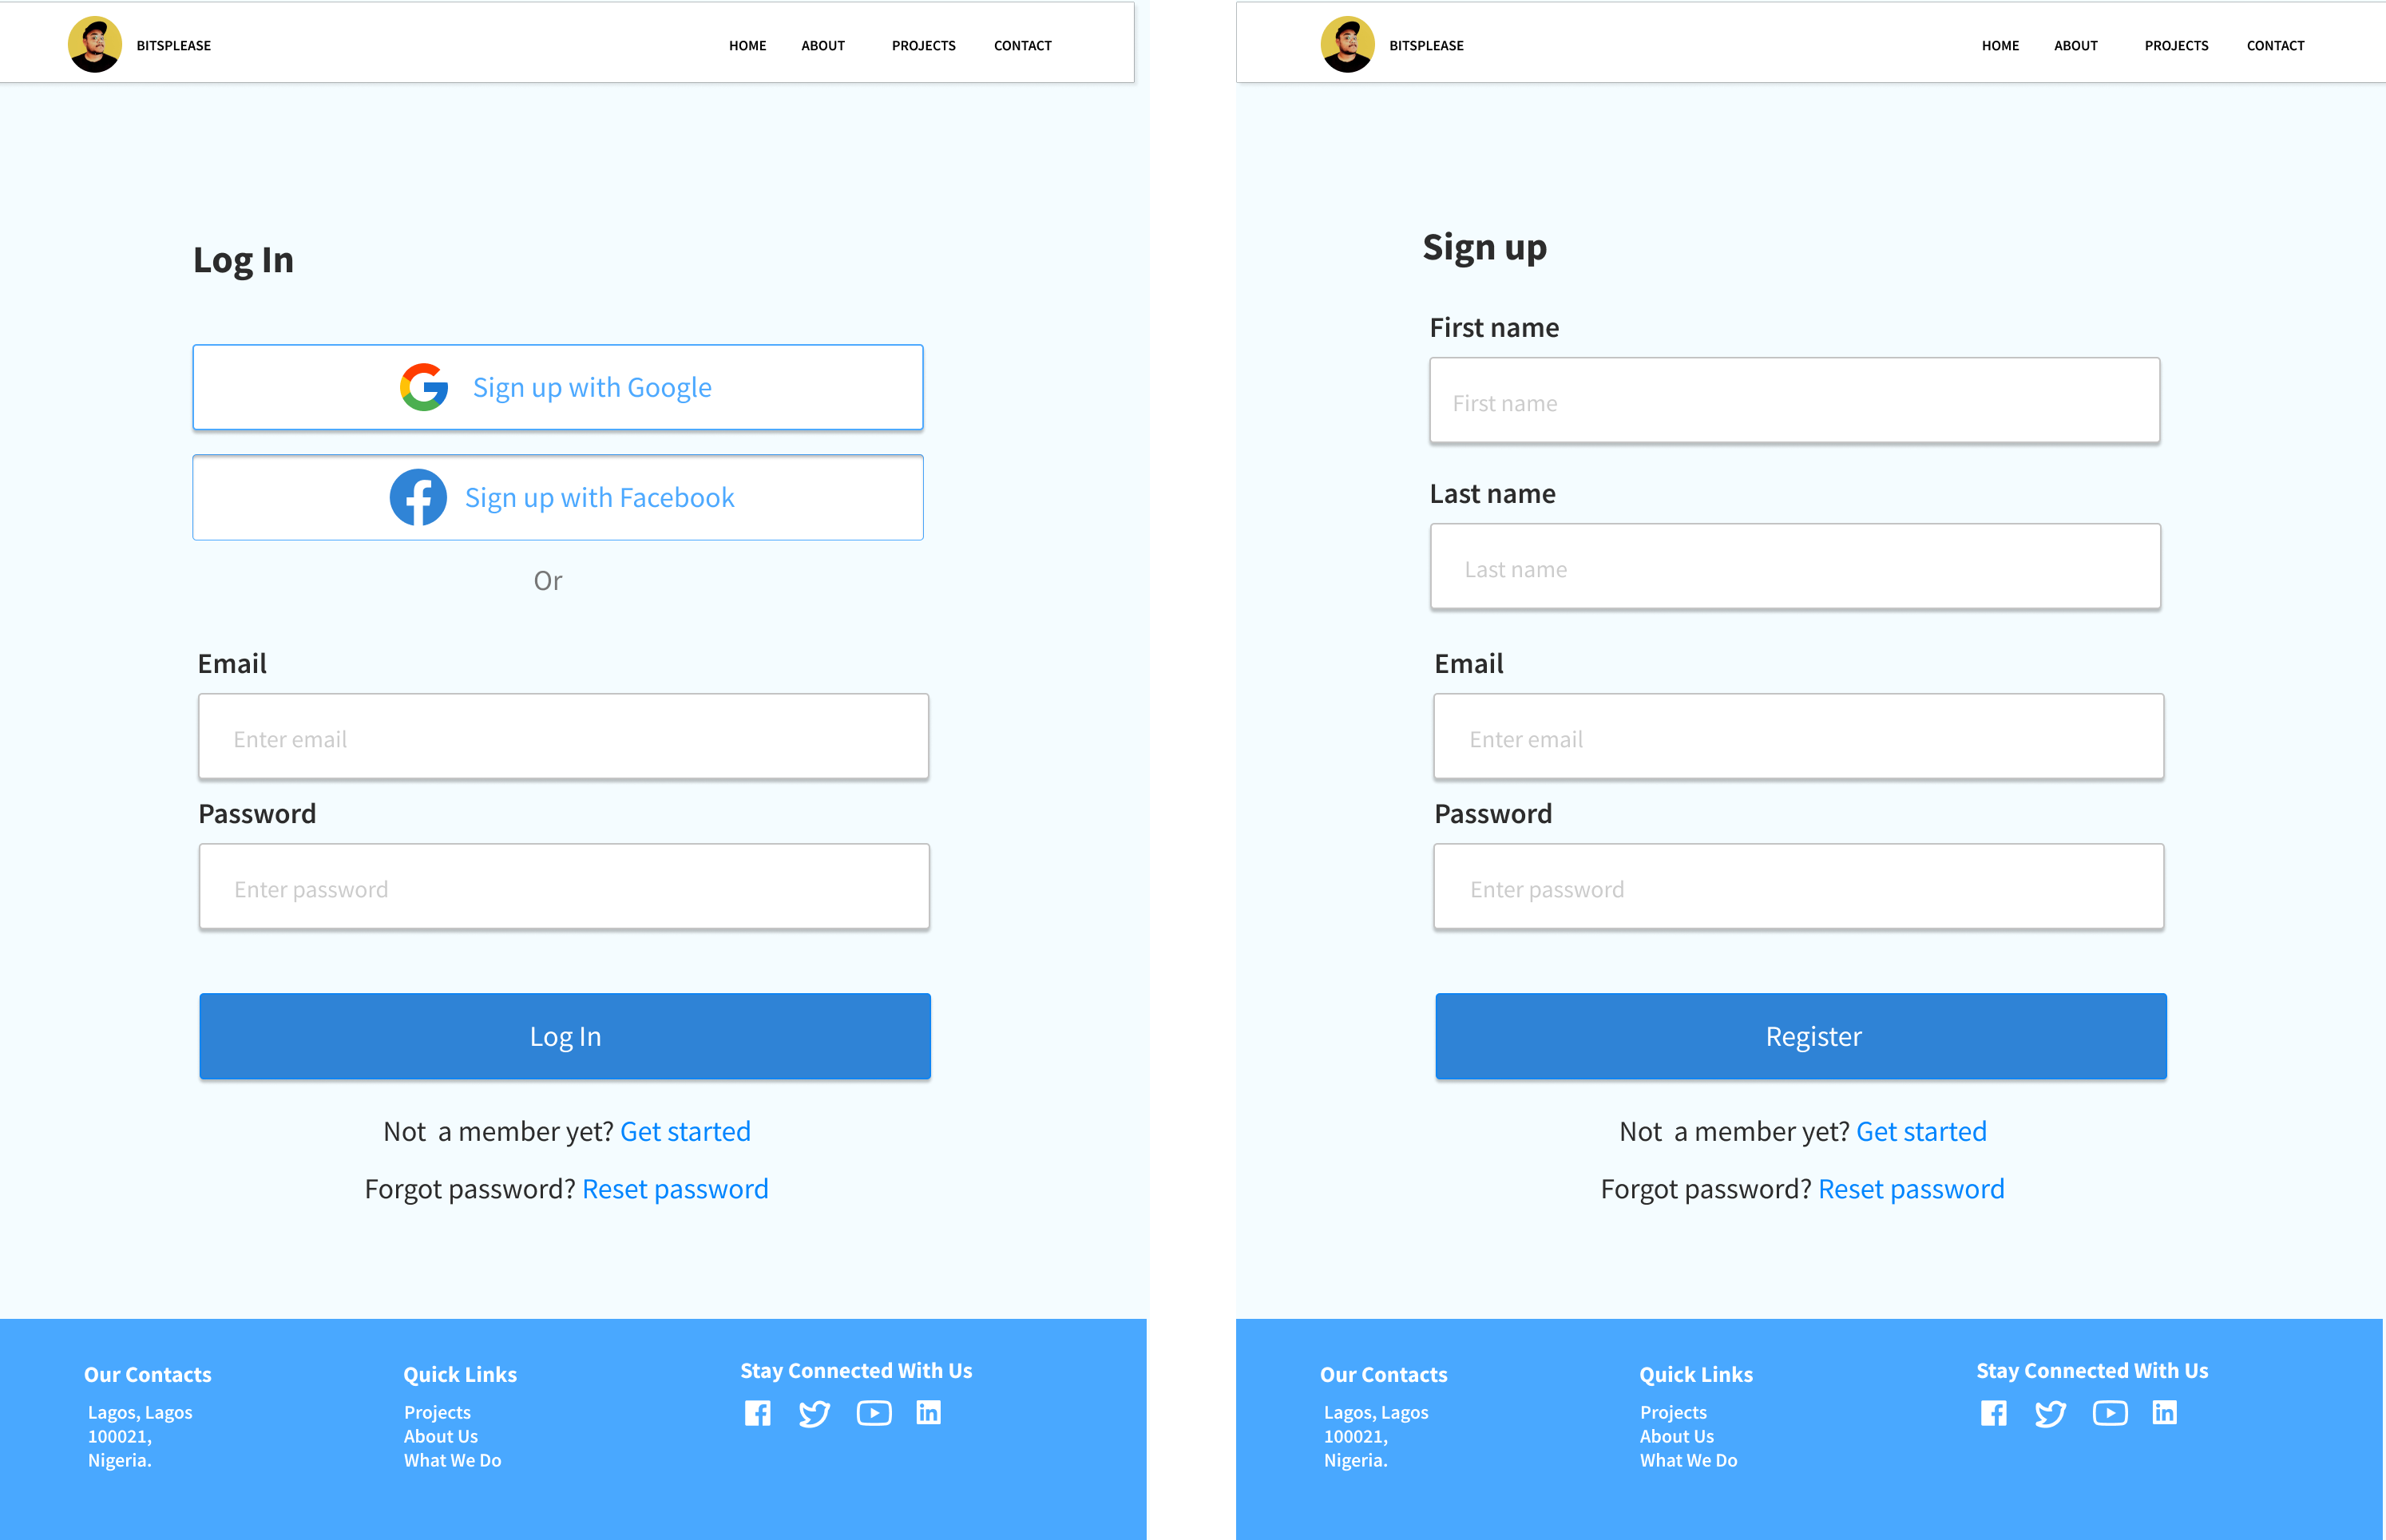 BITSPLEASE
HOME ABOUT PROJECTS CONTACT
Log In
Sign up with Google
Sign up with Facebook
Or
Email
Enter email
Password
Enter password
Log In
Not  a member yet? Get started
Forgot password? Reset password
Our Contacts
Lagos, Lagos
100021,
Nigeria.
Quick Links
Projects
About Us
What We Do
Stay Connected With Us
BITSPLEASE
HOME ABOUT PROJECTS CONTACT
Sign up
First name
First name
Last name
Last name
Email
Enter email
Password
Enter password
Register
Not  a member yet? Get started
Forgot password? Reset password
Our Contacts
Lagos, Lagos
100021,
Nigeria.
Quick Links
Projects
About Us
What We Do
Stay Connected With Us